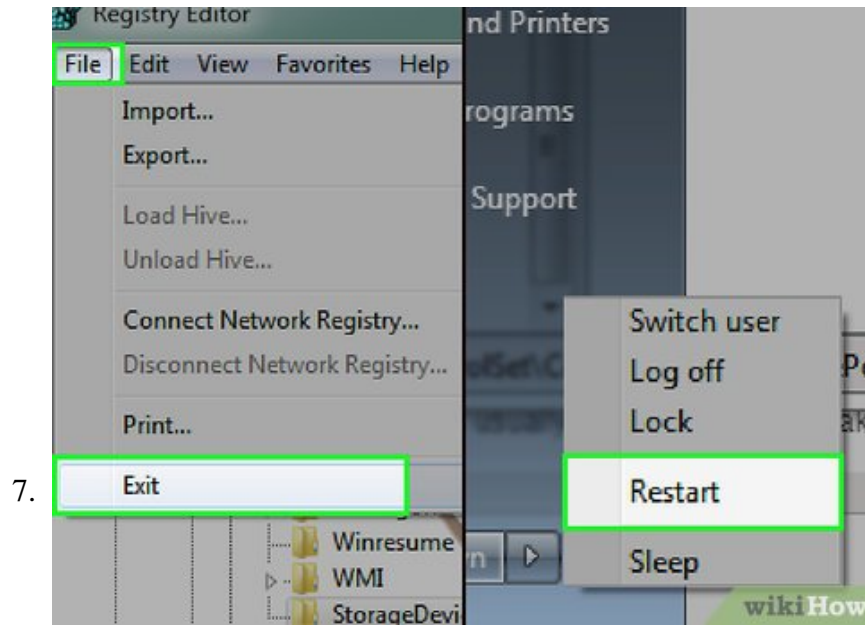 Registry Editor
File Edit View Favorites Help
Import...
Export...
Load Hive...
Unload Hive...
Connect Network Registry...
Disconnect Network Registry...
Print...
7.
Exit
Winresume
WMI
StorageDevi
nd Printers
rograms
Support
Switch user
Log off
Lock
Restart
Sleep
wikiHow